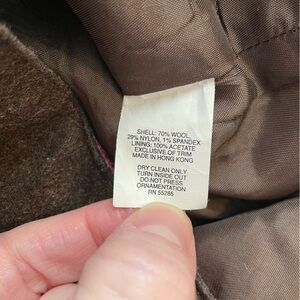 SHELL: 70% WOOL,
29% NYLON, 1% SPANDEX
LINING: 100% ACETATE
EXCLUSIVE OF TRIM
MADE IN HONG KONG
DRY CLEAN ONLY
TURN INSIDE OUT
DO NOT PRESS
ORNAMENTATION
RN 55285